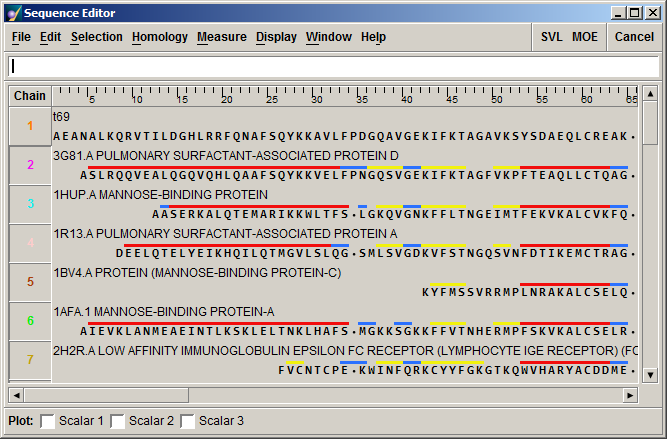 Sequence Editor
File Edit Selection Homology Measure Display Window Help SVL MOE Cancel
Chain 5 10 15 20 25 30 35 40 45 50 55 60 65
t69
1 AEANALKQRVTILDGHLRRFQNAFSQYKKAVLFPDGQAVGEKIFKTAGAVKSYSDAEQLCREAK•
3G81.A PULMONARY SURFACTANT-ASSOCIATED PROTEIN D
2 ASLRQQVEALQGQVQHLQAAFSQYKKVELFPNGQSVGEKIFKTAGFVKPFTEAQLLCTQAG•
1HUP.A MANNOSE-BINDING PROTEIN
3 AASERKALQTEMARIKKWLTFS•LGKQVGNKFFLTNGEIMTFEKVKALCVKFQ•
1R13.A PULMONARY SURFACTANT-ASSOCIATED PROTEIN A
4 DEELQTELYEIKHQILQTMGVLSLQG•SMLSVGDKVFSTNGQSVNFDTIKEMCTRAG•
1BV4.A PROTEIN (MANNOSE-BINDING PROTEIN-C)
5 KYFMSSVRRMPLNRAKALCSELQ•
1AFA.1 MANNOSE-BINDING PROTEIN-A
6 AIEVKLANMEAEINTLKSKLELTNKLHAFS•MGKKSGKKFFVTNHERMPFSKVKALCSELR•
2H2R.A LOW AFFINITY IMMUNOGLOBULIN EPSILON FC RECEPTOR (LYMPHOCYTE IGE RECEPTOR) (FC
7 FVCNTCPE•KWINFQRKCYYFGKGTKQWVHARYACDDME•
Plot: Scalar 1 Scalar 2 Scalar 3